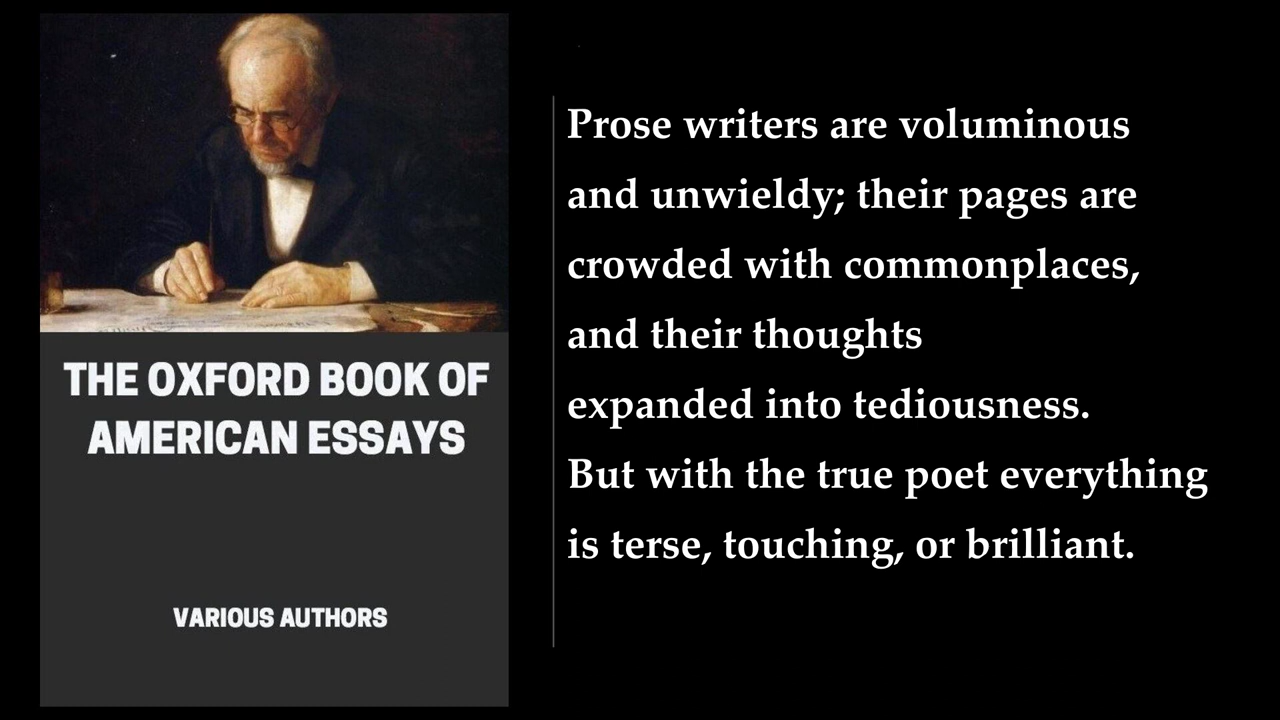 THE OXFORD BOOK OF
AMERICAN ESSAYS
VARIOUS AUTHORS
Prose writers are voluminous
and unwieldy; their pages are
crowded with commonplaces,
and their thoughts
expanded into tediousness.
But with the true poet everything
is terse, touching, or brilliant.